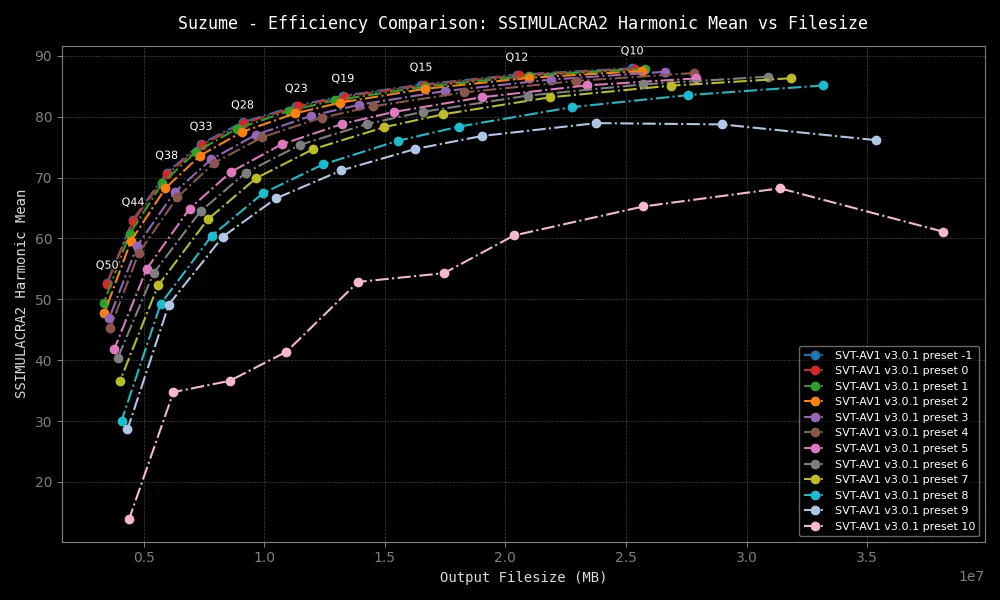 Suzume - Efficiency Comparison: SSIMULACRA2 Harmonic Mean vs Filesize
SSIMULACRA2 Harmonic Mean
90
80
70
60
50
40
30
20
Q50
Q44
Q38
Q33
Q28
Q23
Q19
Q15
Q12
Q10
SVT-AV1 v3.0.1 preset -1
SVT-AV1 v3.0.1 preset 0
SVT-AV1 v3.0.1 preset 1
SVT-AV1 v3.0.1 preset 2
SVT-AV1 v3.0.1 preset 3
SVT-AV1 v3.0.1 preset 4
SVT-AV1 v3.0.1 preset 5
SVT-AV1 v3.0.1 preset 6
SVT-AV1 v3.0.1 preset 7
SVT-AV1 v3.0.1 preset 8
SVT-AV1 v3.0.1 preset 9
SVT-AV1 v3.0.1 preset 10
0.5 1.0 1.5 2.0 2.5 3.0 3.5
1e7
Output Filesize (MB)